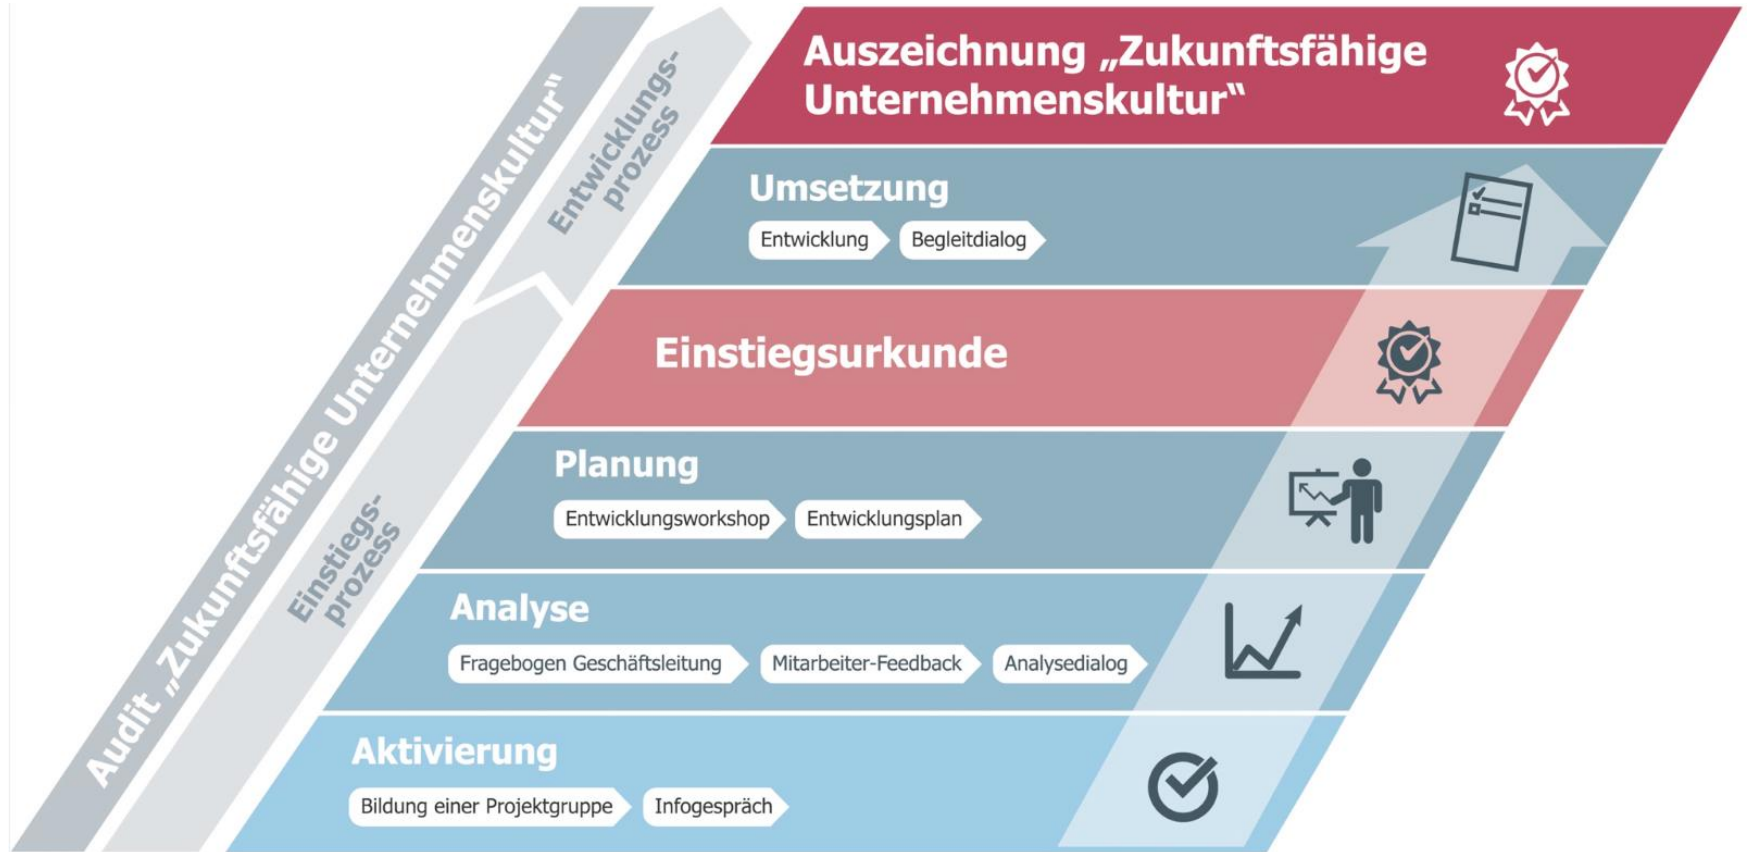 Audit „Zukunftsfähige Unternehmenskultur“
Entwicklungs-
prozess
Einstiegs-
prozess
Auszeichnung „Zukunftsfähige
Unternehmenskultur“
Umsetzung
Entwicklung
Begleitdialog
Einstiegsurkunde
Planung
Entwicklungsworkshop
Entwicklungsplan
Analyse
Fragebogen Geschäftsleitung
Mitarbeiter-Feedback
Analysedialog
Aktivierung
Bildung einer Projektgruppe
Infogespräch